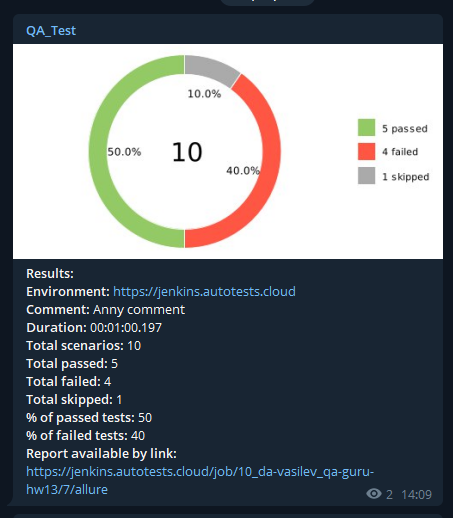 QA_Test
10.0%
50.0%
10
40.0%
5 passed
4 failed
1 skipped
Results:
Environment: https://jenkins.autotests.cloud
Comment: Anny comment
Duration: 00:01:00.197
Total scenarios: 10
Total passed: 5
Total failed: 4
Total skipped: 1
% of passed tests: 50
% of failed tests: 40
Report available by link:
https://jenkins.autotests.cloud/job/10_da-vasilev_qa-guru-
hw13/7/allure
2 14:09